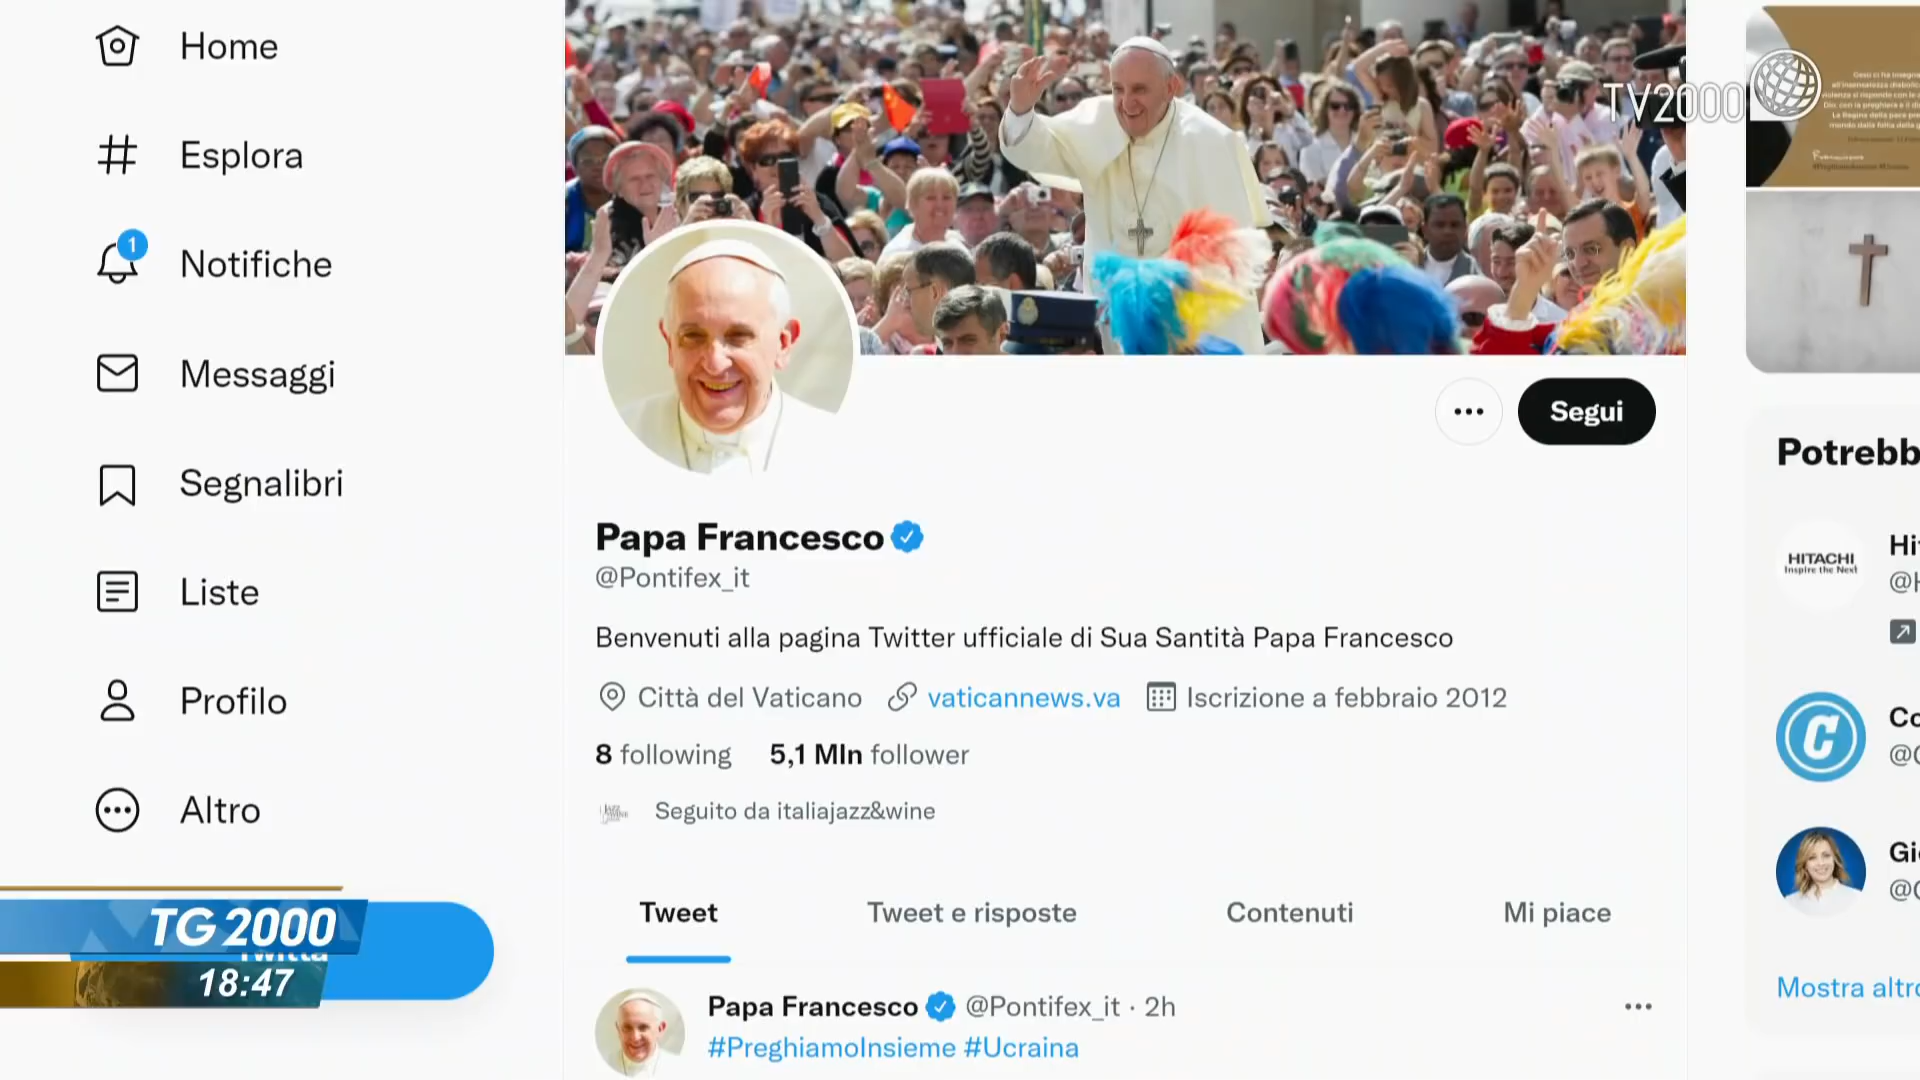 Home
Esplora
1
Notifiche
Messaggi
Segnalibri
Liste
Profilo
Altro
TG 2000
18:47
TV2000
Segui
Papa Francesco
@Pontifex_it
Benvenuti alla pagina Twitter ufficiale di Sua Santità Papa Francesco
Città del Vaticano vaticannews.va Iscrizione a febbraio 2012
8 following 5,1 Mln follower
Seguito da italiajazz&wine
Tweet Tweet e risposte Contenuti Mi piace
Papa Francesco @Pontifex_it · 2h
#PreghiamoInsieme #Ucraina
Potrebb
HITACHI
Inspire the Next
Hi
@H
C
Co
@C
Gi
@G
Mostra altro